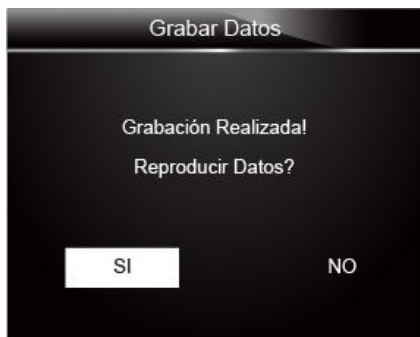 Grabar Datos
Grabación Realizada!
Reproducir Datos?
SI NO